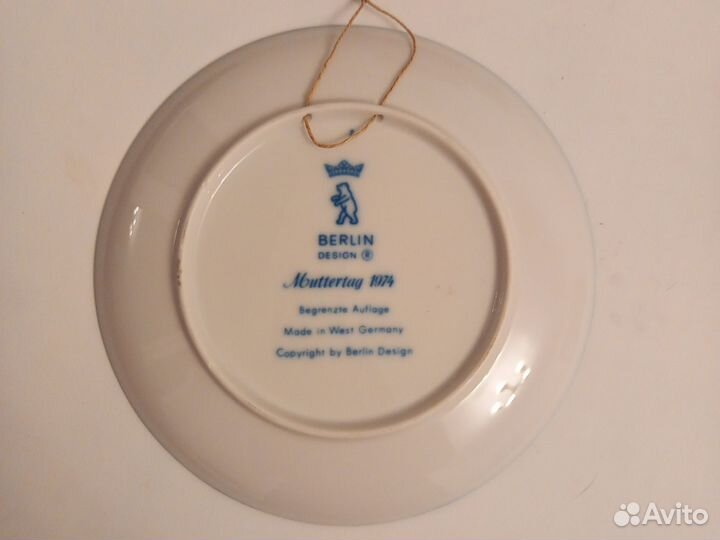 BERLIN
DESIGN ®
Muttertag 1974
Begrenzte Auflage
Made in West Germany
Copyright by Berlin Design
Avito